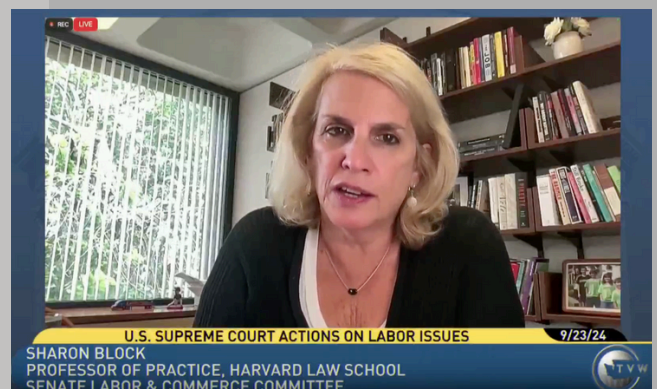 REC LIVE
U.S. SUPREME COURT ACTIONS ON LABOR ISSUES 9/23/24
SHARON BLOCK
PROFESSOR OF PRACTICE, HARVARD LAW SCHOOL
SENATE LABOR & COMMERCE COMMITTEE
TVW